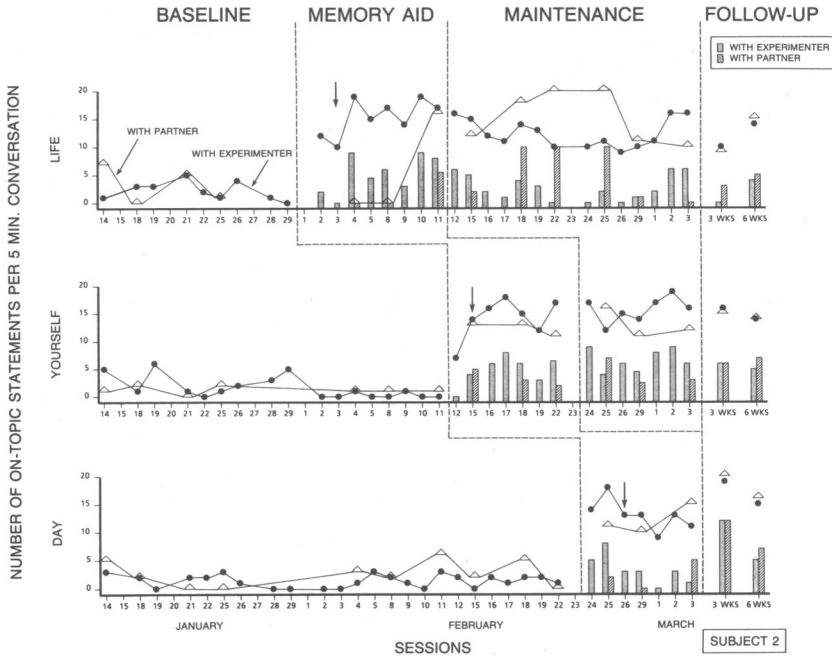 BASELINE MEMORY AID MAINTENANCE FOLLOW-UP
WITH EXPERIMENTER
WITH PARTNER
NUMBER OF ON-TOPIC STATEMENTS PER 5 MIN. CONVERSATION
LIFE
20
15
10
5
0
WITH PARTNER
WITH EXPERIMENTER
14 15 18 19 20 21 22 24 25 26 27 28 29 1 2 3 4 5 8 9 10 11 12 15 16 17 18 19 22 23 24 25 26 29 1 2 3 3 WKS 6 WKS
YOURSELF
20
15
10
5
0
14 15 18 19 20 21 22 25 26 27 28 29 1 2 3 4 5 8 9 10 11 12 15 16 17 18 19 22 23 24 25 26 29 1 2 3 3 WKS 6 WKS
DAY
20
15
10
5
0
14 15 18 19 20 21 22 25 26 27 28 29 1 2 3 4 5 8 9 10 11 12 15 16 17 18 19 22 23 24 25 26 29 1 2 3 3 WKS 6 WKS
JANUARY FEBRUARY MARCH
SESSIONS
SUBJECT 2